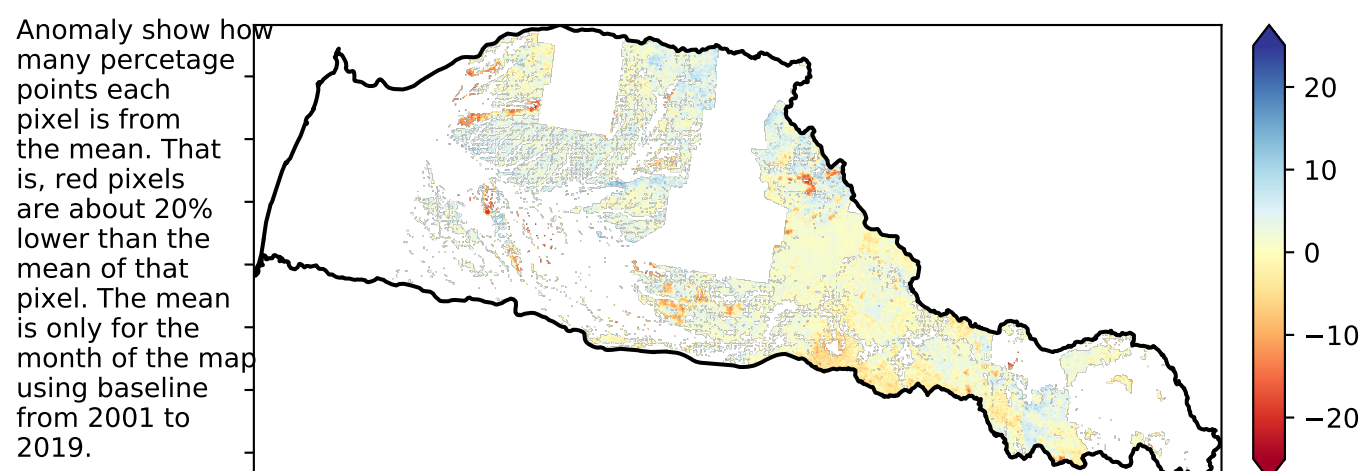 Anomaly show how
many percetage
points each
pixel is from
the mean. That
is, red pixels
are about 20%
lower than the
mean of that
pixel. The mean
is only for the
month of the map
using baseline
from 2001 to
2019.
20
10
0
−10
−20